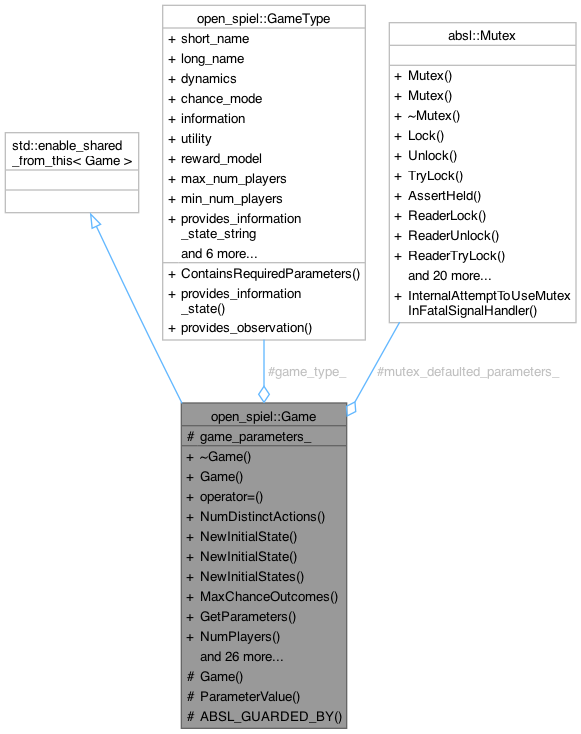 open_spiel::GameType
+ short_name
+ long_name
+ dynamics
+ chance_mode
+ information
+ utility
+ reward_model
+ max_num_players
+ min_num_players
+ provides_information
_state_string
and 6 more...
+ ContainsRequiredParameters()
+ provides_information
_state()
+ provides_observation()
absl::Mutex
+ Mutex()
+ Mutex()
+ ~Mutex()
+ Lock()
+ Unlock()
+ TryLock()
+ AssertHeld()
+ ReaderLock()
+ ReaderUnlock()
+ ReaderTryLock()
and 20 more...
+ InternalAttemptToUseMutex
InFatalSignalHandler()
std::enable_shared
_from_this< Game >
#game_type_
#mutex_defaulted_parameters_
open_spiel::Game
# game_parameters_
+ ~Game()
+ Game()
+ operator=()
+ NumDistinctActions()
+ NewInitialState()
+ NewInitialState()
+ NewInitialStates()
+ MaxChanceOutcomes()
+ GetParameters()
+ NumPlayers()
and 26 more...
# Game()
# ParameterValue()
# ABSL_GUARDED_BY()